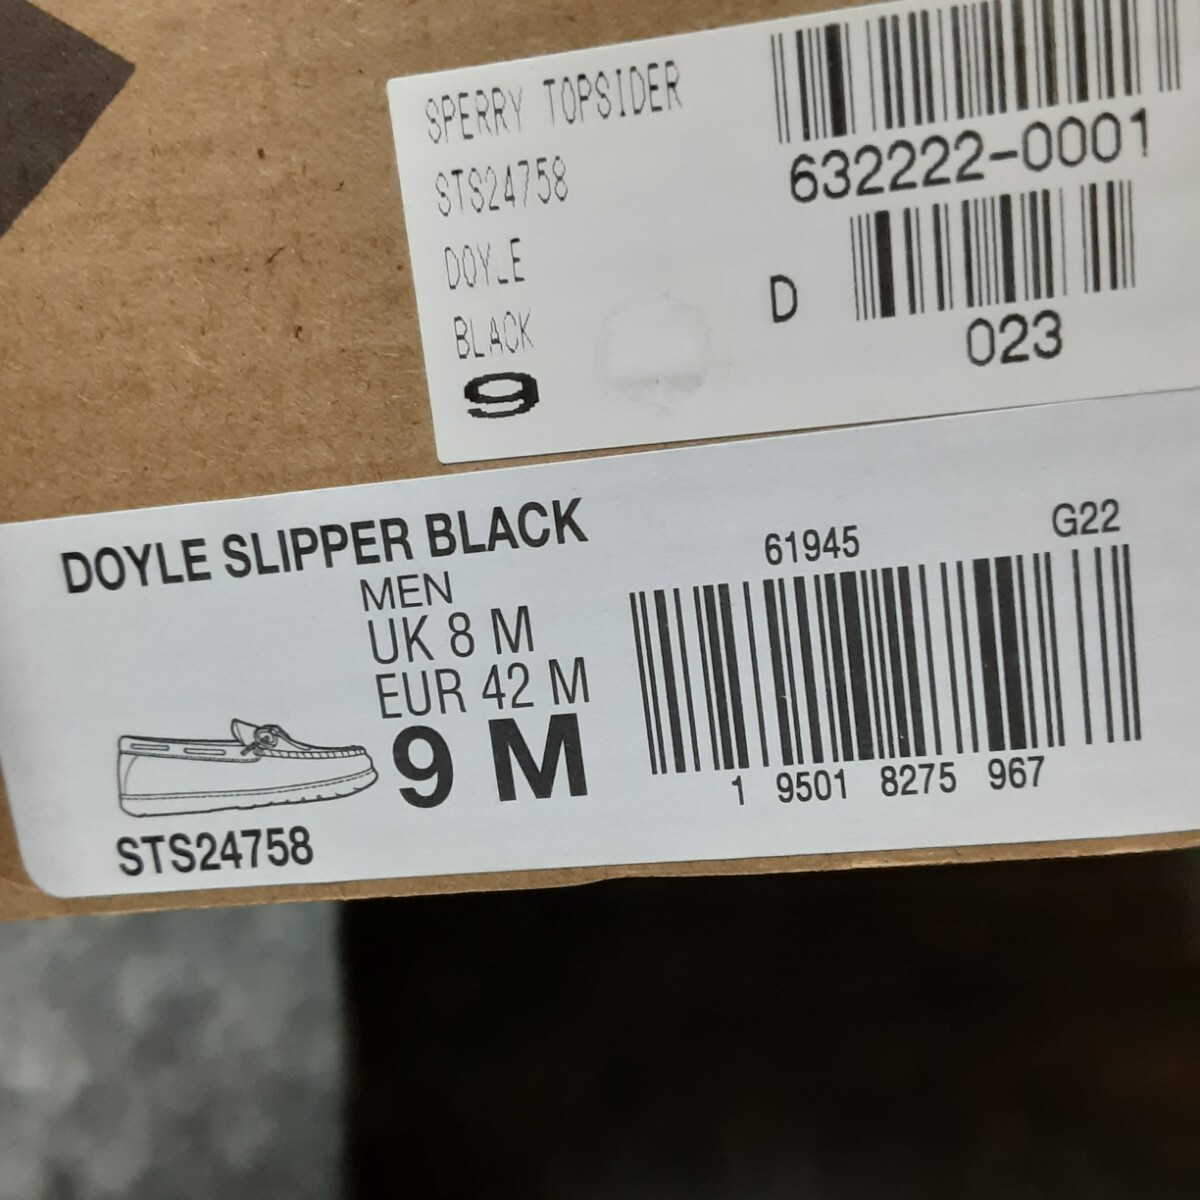 SPERRY TOPSIDER
STS24758
DOYLE
BLACK
9
632222-0001
D
023
DOYLE SLIPPER BLACK
MEN
UK 8 M
EUR 42 M
9 M
STS24758
61945
G22
1 9501 8275 967